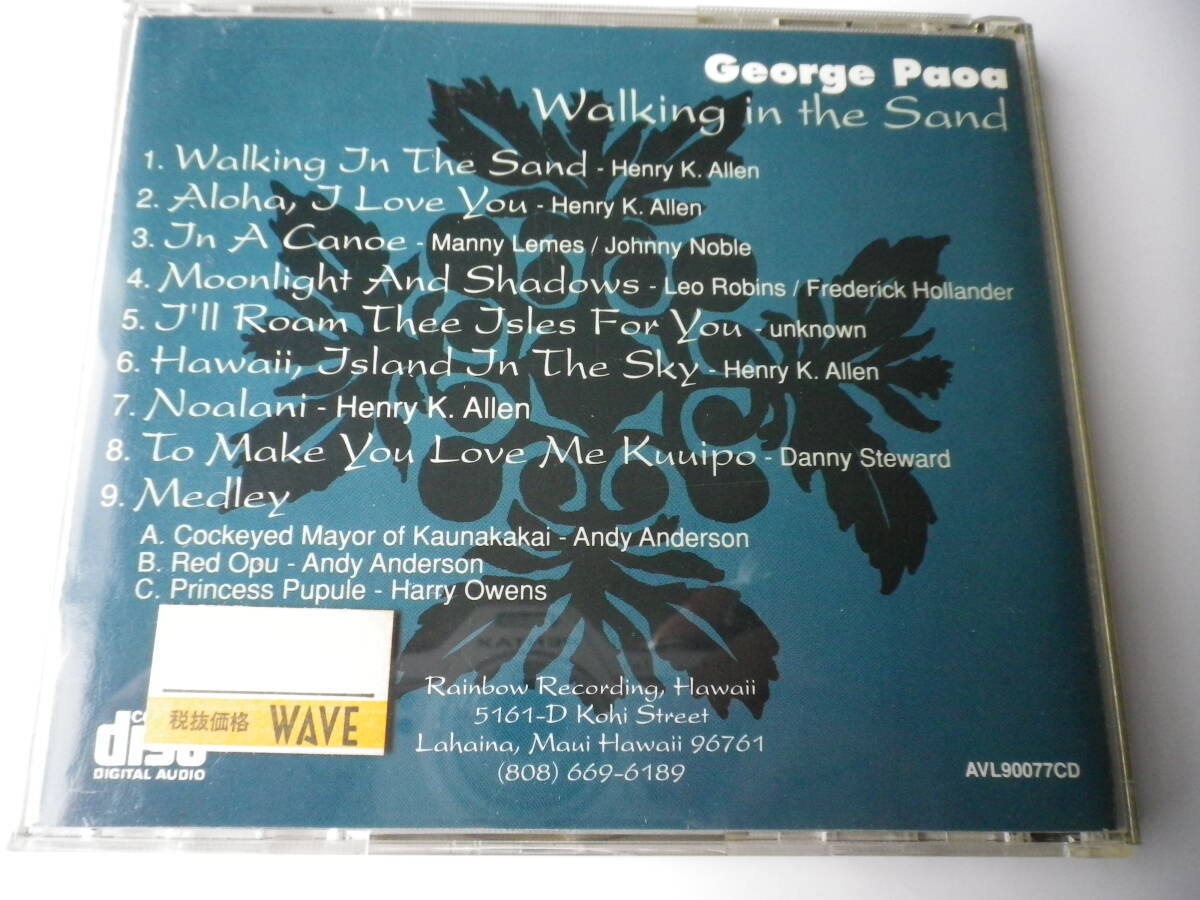 George Paoa
Walking in the Sand
1. Walking In The Sand - Henry K. Allen
2. Aloha, I Love You - Henry K. Allen
3. In A Canoe - Manny Lemes / Johnny Noble
4. Moonlight And Shadows - Leo Robins / Frederick Hollander
5. I'll Roam Thee Isles For You - unknown
6. Hawaii, Island In The Sky - Henry K. Allen
7. Noalani - Henry K. Allen
8. To Make You Love Me Kuuipo - Danny Steward
9. Medley
A. Cockeyed Mayor of Kaunakakai - Andy Anderson
B. Red Opu - Andy Anderson
C. Princess Pupule - Harry Owens
税抜価格 WAVE
disc
DIGITAL AUDIO
Rainbow Recording, Hawaii
5161-D Kohi Street
Lahaina, Maui Hawaii 96761
(808) 669-6189
AVL90077CD